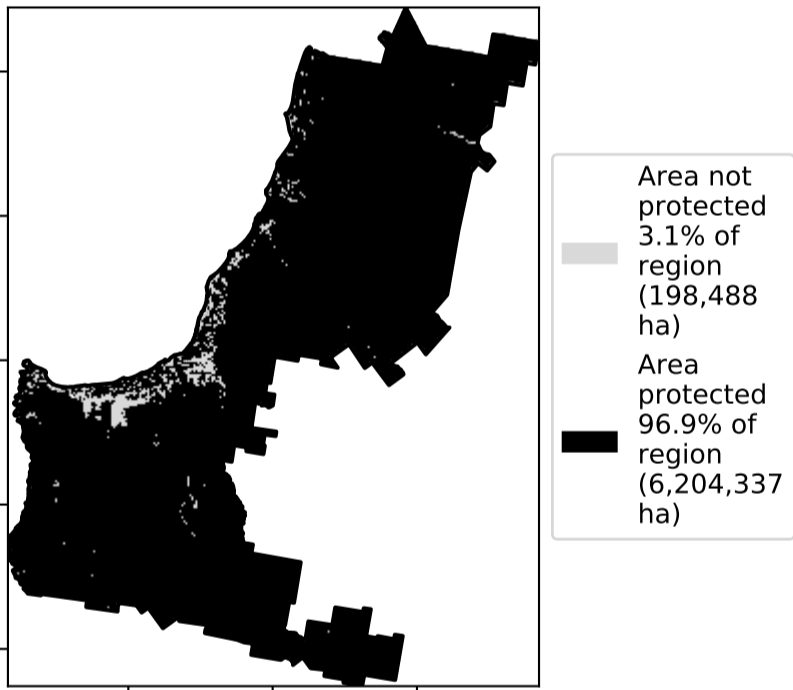 Area not
protected
3.1% of
region
(198,488
ha)
Area
protected
96.9% of
region
(6,204,337
ha)